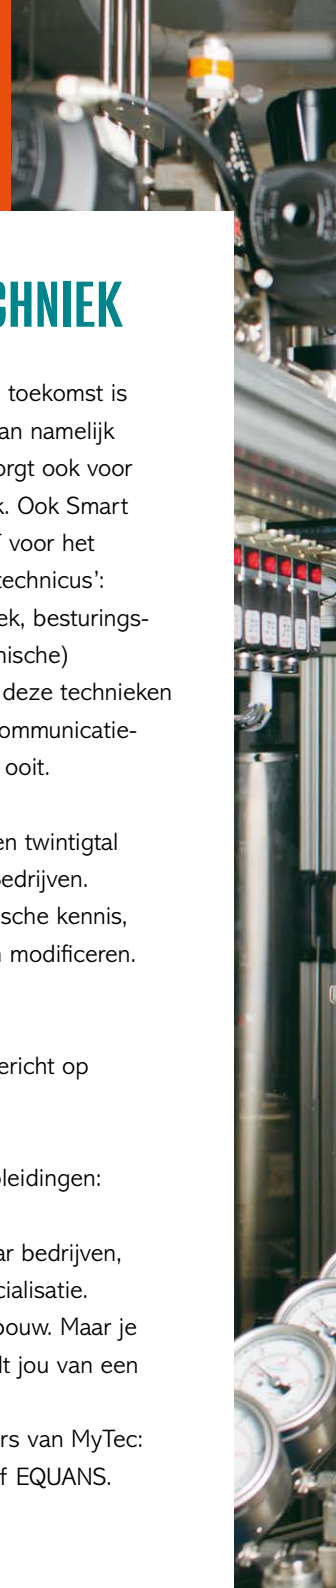 CHNIEK
toekomst is
an namelijk
orgt ook voor
k. Ook Smart
voor het
technicus’:
ek, besturings-
nische)
deze technieken
ommunicatie-
ooit.
en twintigtal
bedrijven.
ische kennis,
n modificeren.
ericht op
leidingen:
ar bedrijven,
cialisatie.
bouw. Maar je
lt jou van een
rs van MyTec:
f EQUANS.